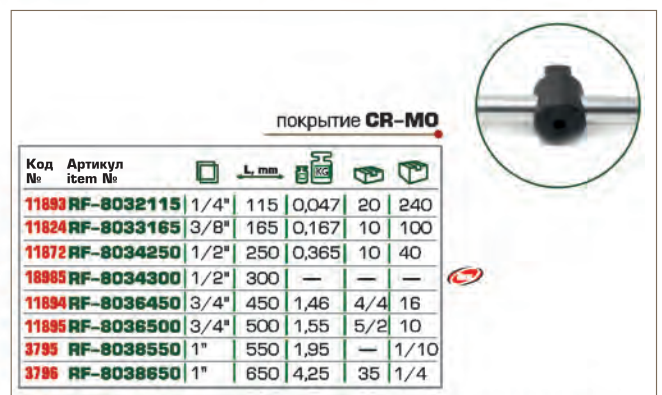 покрытие CR-MO
Код Артикул
№ item № L, mm KG
11893 RF-8032115 1/4" 115 0,047 20 240
11824 RF-8033165 3/8" 165 0,167 10 100
11872 RF-8034250 1/2" 250 0,365 10 40
18985 RF-8034300 1/2" 300 — — —
11894 RF-8036450 3/4" 450 1,46 4/4 16
11895 RF-8036500 3/4" 500 1,55 5/2 10
3795 RF-8038550 1" 550 1,95 — 1/10
3796 RF-8038650 1" 650 4,25 35 1/4